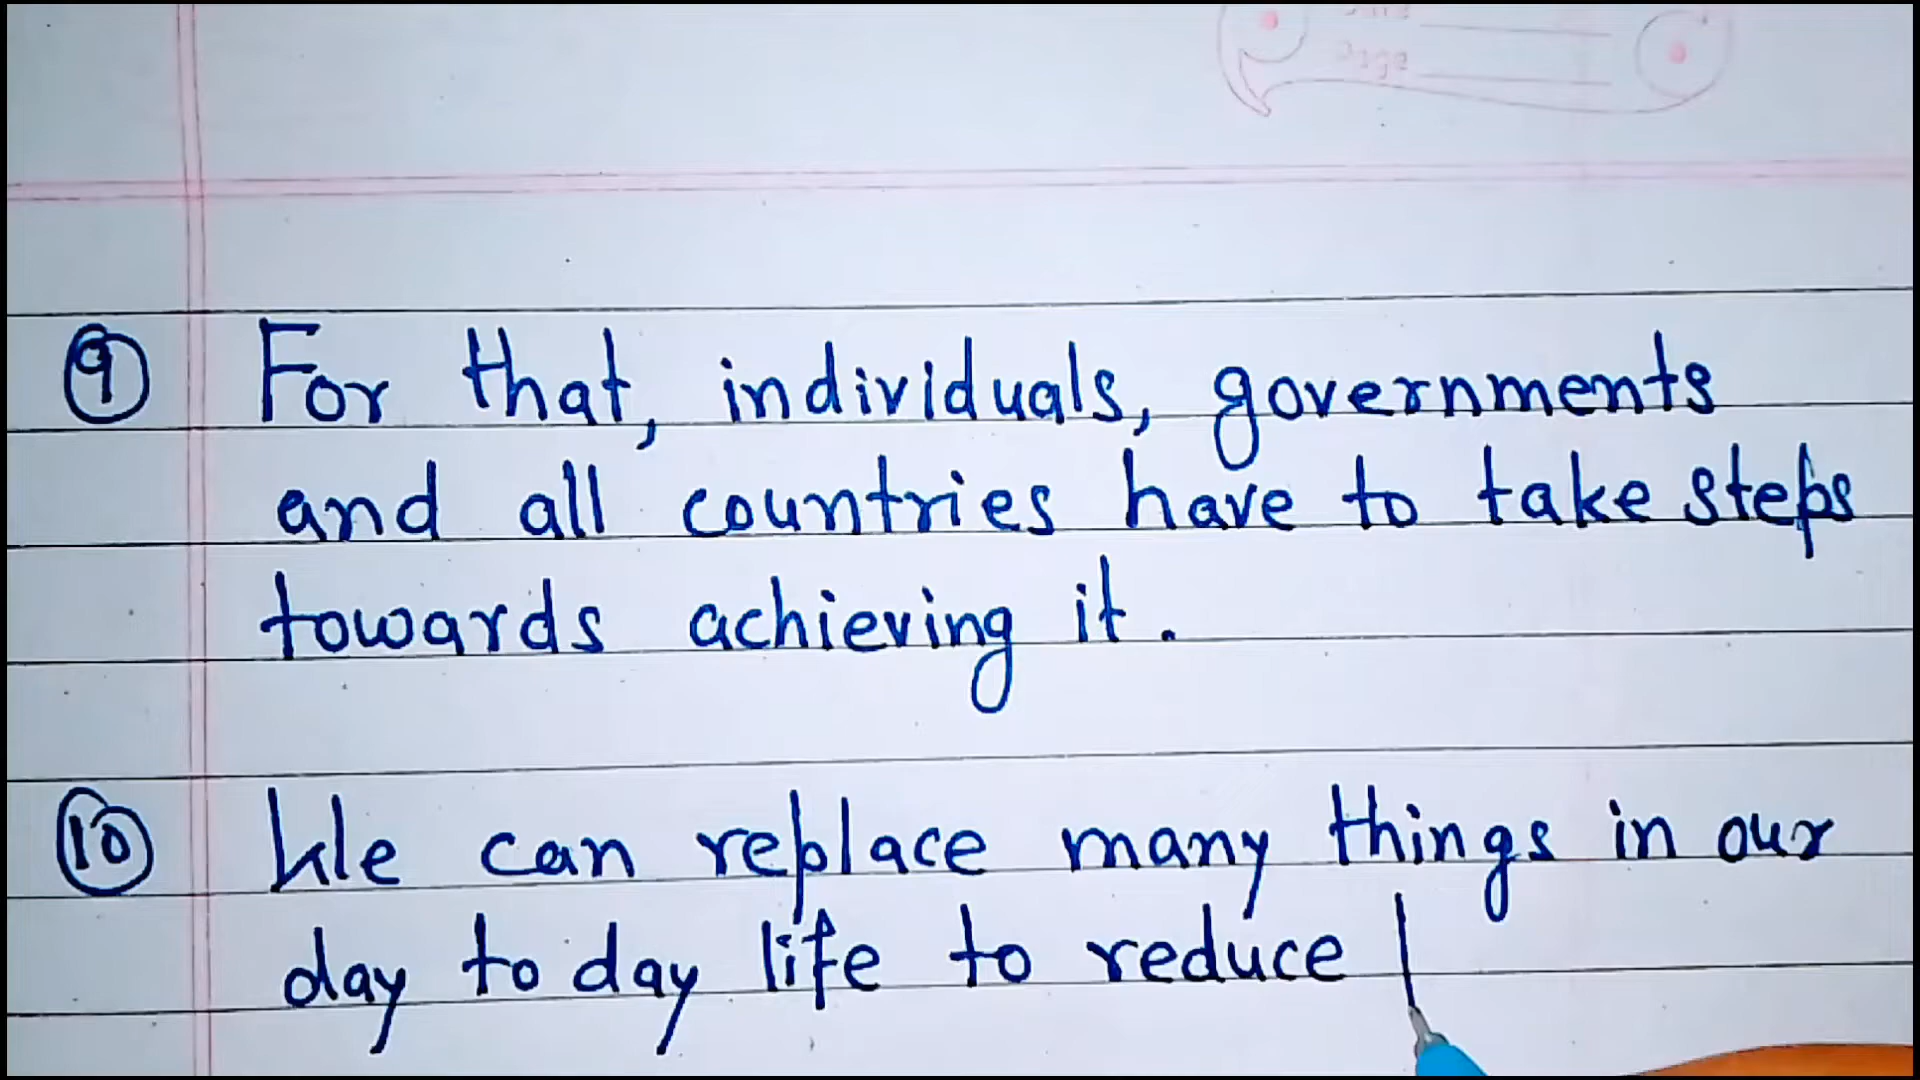 Page
⑨ For that, individuals, governments
and all countries have to take steps
towards achieving it.
⑩ We can replace many things in our
day to day life to reduce